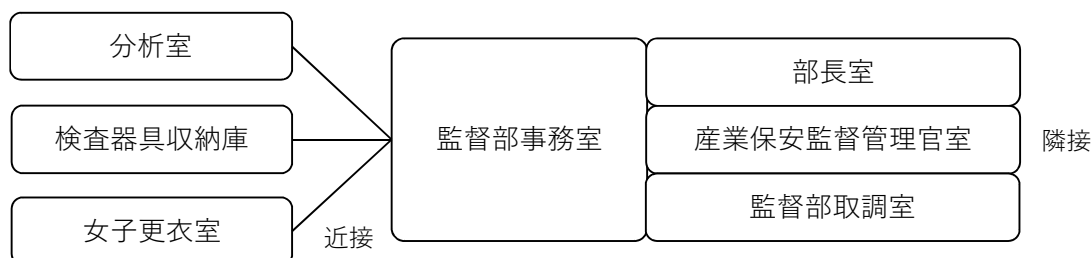 分析室
検査器具収納庫
女子更衣室
近接
監督部事務室
部長室
産業保安監督管理官室
監督部取調室
隣接